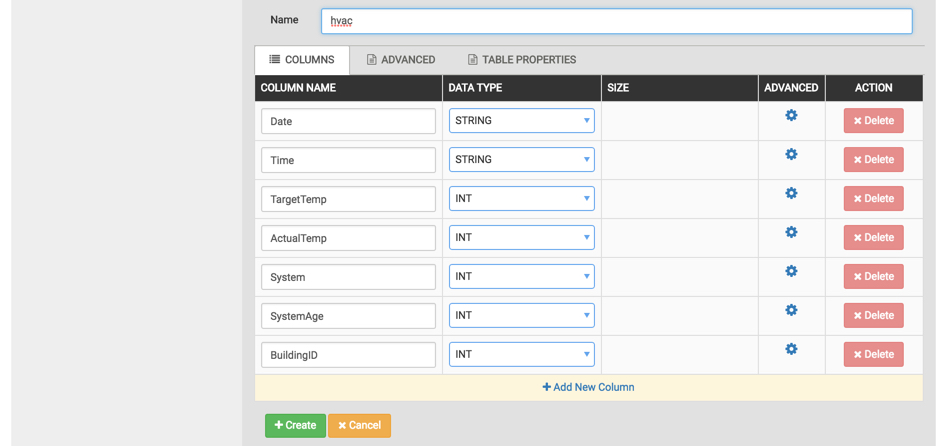 Name hvac
COLUMNS ADVANCED TABLE PROPERTIES
COLUMN NAME DATA TYPE SIZE ADVANCED ACTION
Date STRING Delete
Time STRING Delete
TargetTemp INT Delete
ActualTemp INT Delete
System INT Delete
SystemAge INT Delete
BuildingID INT Delete
+ Add New Column
+ Create × Cancel